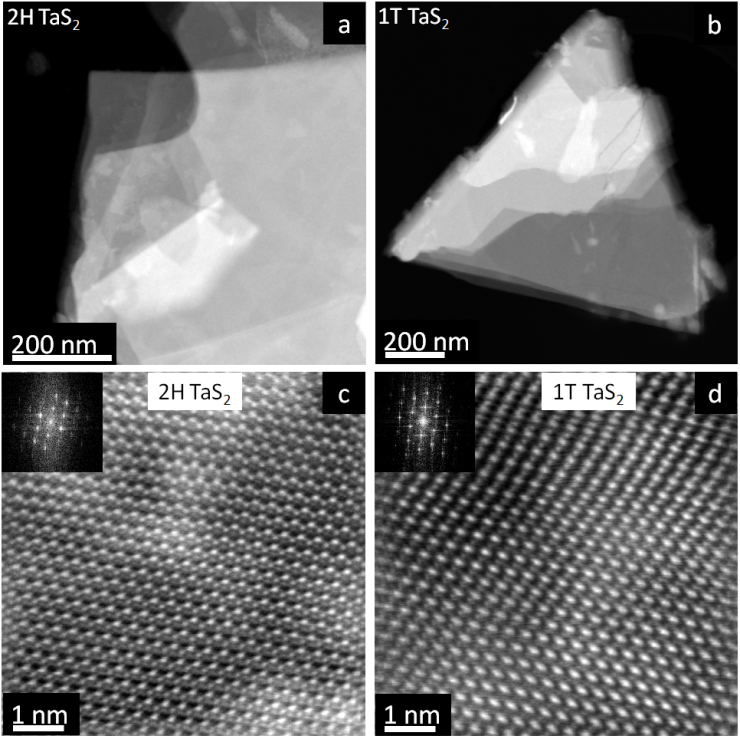 2H TaS₂
a
1T TaS₂
b
200 nm
200 nm
2H TaS₂
c
1T TaS₂
d
1 nm
1 nm